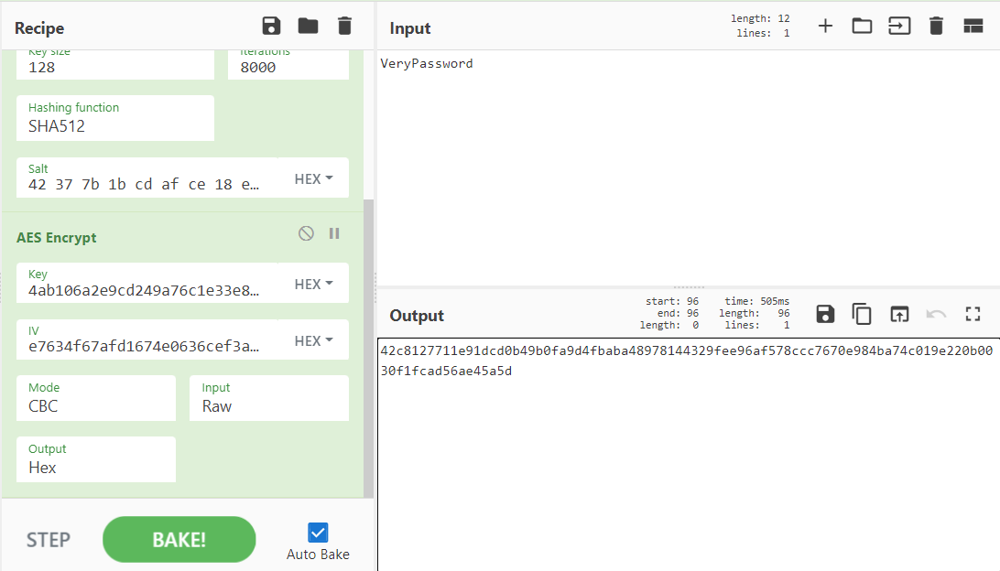 Recipe
Key size
128
Iterations
8000
Hashing function
SHA512
Salt
42 37 7b 1b cd af ce 18 e…
HEX
AES Encrypt
Key
4ab106a2e9cd249a76c1e33e8…
HEX
IV
e7634f67afd1674e0636cef3a…
HEX
Mode
CBC
Input
Raw
Output
Hex
STEP
BAKE!
Auto Bake
Input
length: 12
lines: 1
VeryPassword
Output
start: 96
end: 96
length: 0
time: 505ms
length: 96
lines: 1
42c8127711e91dcd0b49b0fa9d4fbaba48978144329fee96af578ccc7670e984ba74c019e220b00
30f1fcad56ae45a5d